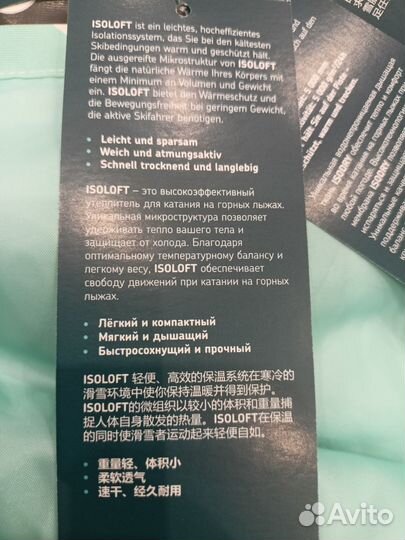 ISOLOFT ist ein leichtes, hocheffizientes
Isolationssystem, das Sie bei den kältesten
Skibedingungen warm und geschützt hält.
Die ausgereifte Mikrostruktur von ISOLOFT
fängt die natürliche Wärme Ihres Körpers mit
einem Minimum an Volumen und Gewicht
ein. ISOLOFT bietet den Wärmeschutz und
die Bewegungsfreiheit bei geringem Gewicht,
die aktive Skifahrer benötigen.
• Leicht und sparsam
• Weich und atmungsaktiv
• Schnell trocknend und langlebig
ISOLOFT – это высокоэффективный
утеплитель для катания на горных лыжах.
Уникальная микроструктура позволяет
удерживать тепло вашего тела и
защищает от холода. Благодаря
оптимальному температурному балансу и
легкому весу, ISOLOFT обеспечивает
свободу движений при катании на горных
лыжах.
• Лёгкий и компактный
• Мягкий и дышащий
• Быстросохнущий и прочный
ISOLOFT 轻便、高效的保温系统在寒冷的
滑雪环境中使你保持温暖并得到保护。
ISOLOFT的微组织以较小的体积和重量捕
捉人体自身散发的热量。ISOLOFT在保温
的同时使滑雪者运动起来轻便自如。
• 重量轻、体积小
• 柔软透气
• 速干、经久耐用
Avito